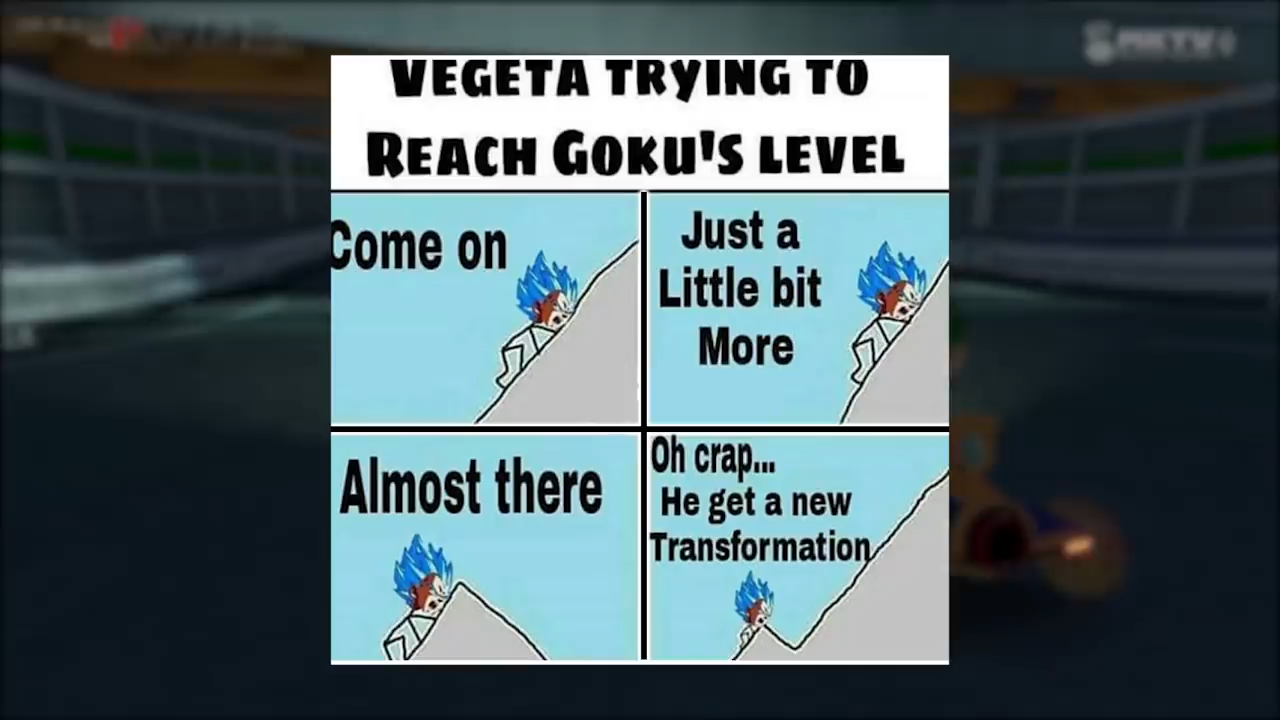 VEGETA TRYING TO
REACH GOKU'S LEVEL
Come on
Just a
Little bit
More
Almost there
Oh crap...
He get a new
Transformation
MKTV